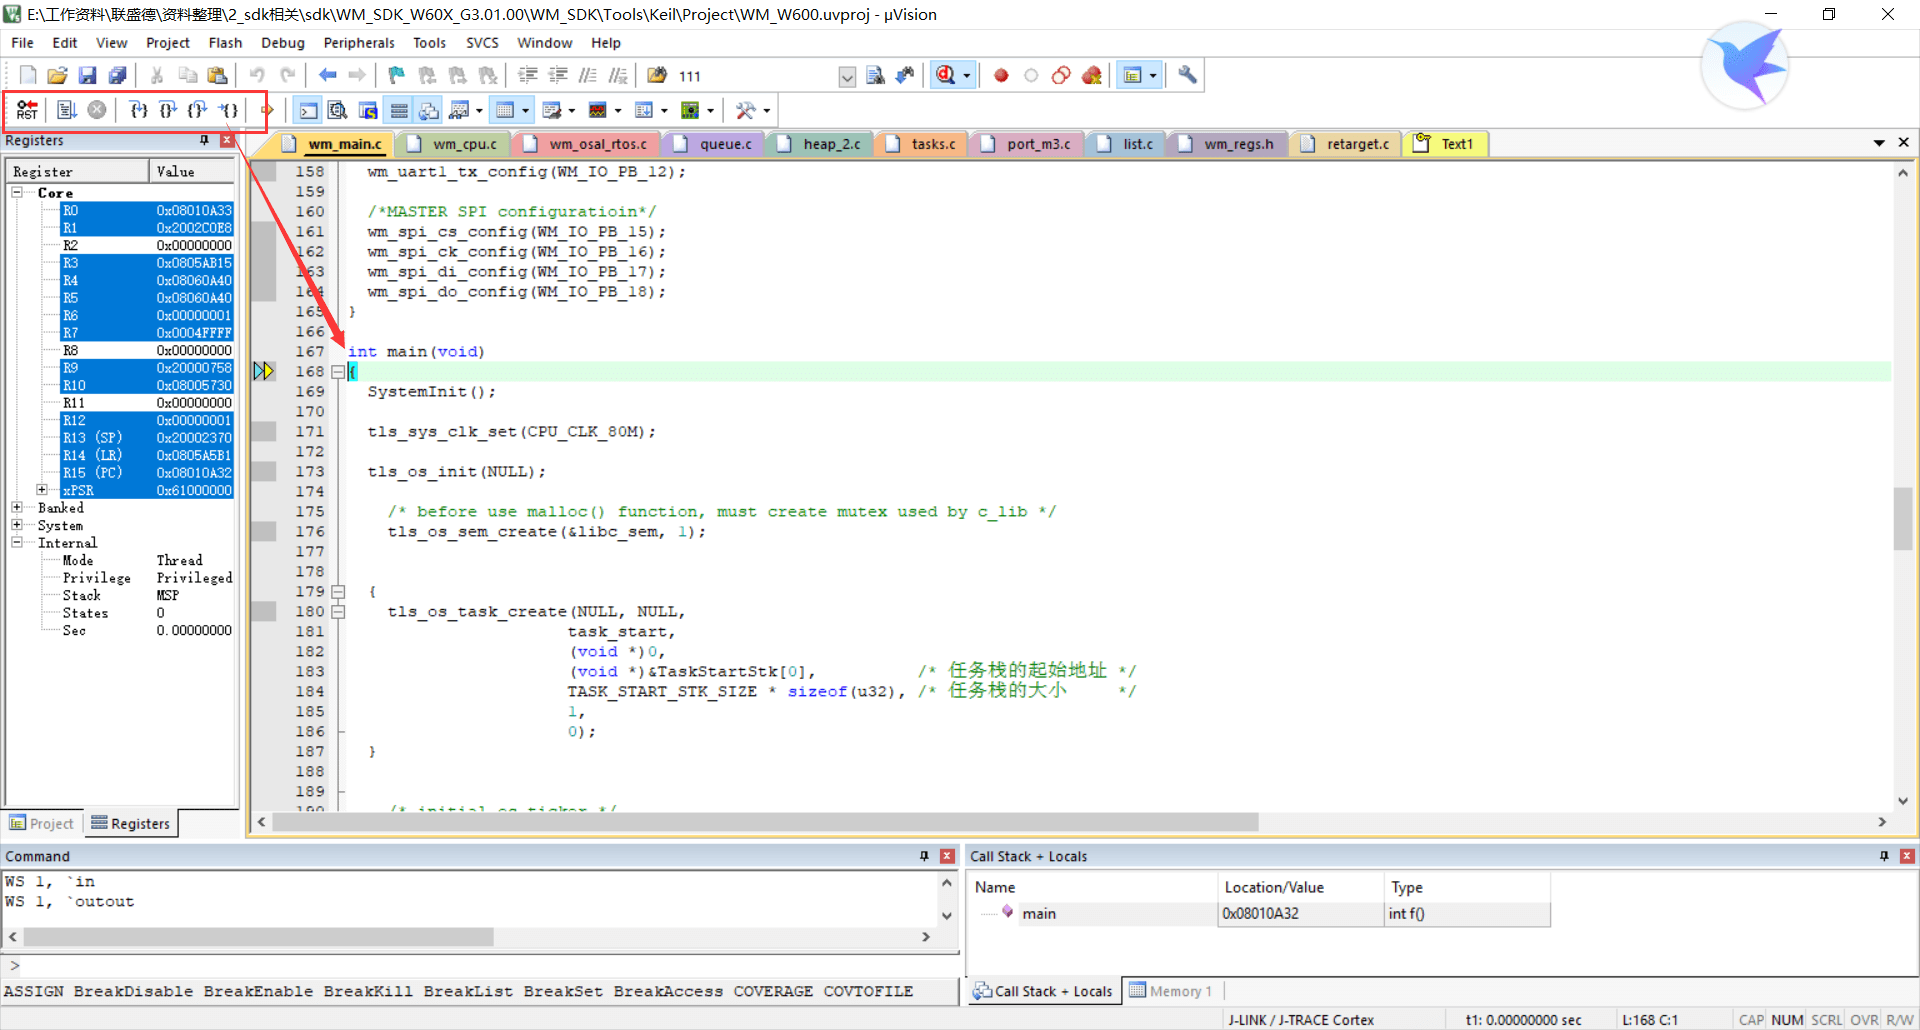 E:\工作资料\联盛德\资料整理\2_sdk相关\sdk\WM_SDK_W60X_G3.01.00\WM_SDK\Tools\Keil\Project\WM_W600.uvproj - µVision
File Edit View Project Flash Debug Peripherals Tools SVCS Window Help
111
RST
Registers
wm_main.c wm_cpu.c wm_osal_rtos.c queue.c heap_2.c tasks.c port_m3.c list.c wm_regs.h retarget.c Text1
Register Value
Core
R0 0x08010A33
R1 0x2002C0E8
R2 0x00000000
R3 0x0805AB15
R4 0x08060A40
R5 0x08060A40
R6 0x00000001
R7 0x0004FFFF
R8 0x00000000
R9 0x20000758
R10 0x08005730
R11 0x00000000
R12 0x00000001
R13 (SP) 0x20002370
R14 (LR) 0x0805A5B1
R15 (PC) 0x08010A32
xPSR 0x61000000
Banked
System
Internal
Mode Thread
Privilege Privileged
Stack MSP
States 0
Sec 0.00000000
Project Registers
158 wm_uart1_tx_config(WM_IO_PB_12);
159
160 /*MASTER SPI configuratioin*/
161 wm_spi_cs_config(WM_IO_PB_15);
162 wm_spi_ck_config(WM_IO_PB_16);
163 wm_spi_di_config(WM_IO_PB_17);
164 wm_spi_do_config(WM_IO_PB_18);
165 }
166
167 int main(void)
168 {
169 SystemInit();
170
171 tls_sys_clk_set(CPU_CLK_80M);
172
173 tls_os_init(NULL);
174
175 /* before use malloc() function, must create mutex used by c_lib */
176 tls_os_sem_create(&libc_sem, 1);
177
178
179 {
180 tls_os_task_create(NULL, NULL,
181 task_start,
182 (void *)0,
183 (void *)&TaskStartStk[0], /* 任务栈的起始地址 */
184 TASK_START_STK_SIZE * sizeof(u32), /* 任务栈的大小 */
185 1,
186 0);
187 }
188
189
190 /* initial os ticker */
Command
WS 1, `in
WS 1, `outout
>
ASSIGN BreakDisable BreakEnable BreakKill BreakList BreakSet BreakAccess COVERAGE COVTOFILE
Call Stack + Locals
Name Location/Value Type
main 0x08010A32 int f()
Call Stack + Locals Memory 1
J-LINK / J-TRACE Cortex t1: 0.00000000 sec L:168 C:1 CAP NUM SCRL OVR R/W